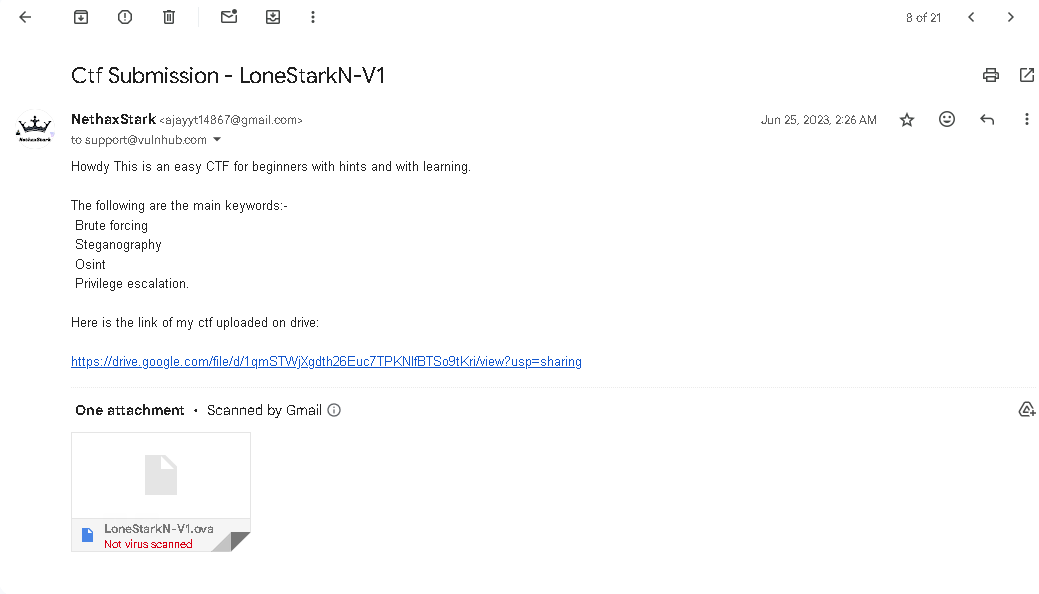 8 of 21
Ctf Submission - LoneStarkN-V1
NethaxStark <ajayyt14867@gmail.com>
Jun 25, 2023, 2:26 AM
NethaxStark
to support@vulnhub.com
Howdy This is an easy CTF for beginners with hints and with learning.
The following are the main keywords:-
Brute forcing
Steganography
Osint
Privilege escalation.
Here is the link of my ctf uploaded on drive:
https://drive.google.com/file/d/1qmSTWjXgdth26Euc7TPKNlfBTSo9tKri/view?usp=sharing
One attachment • Scanned by Gmail
LoneStarkN-V1.ova
Not virus scanned